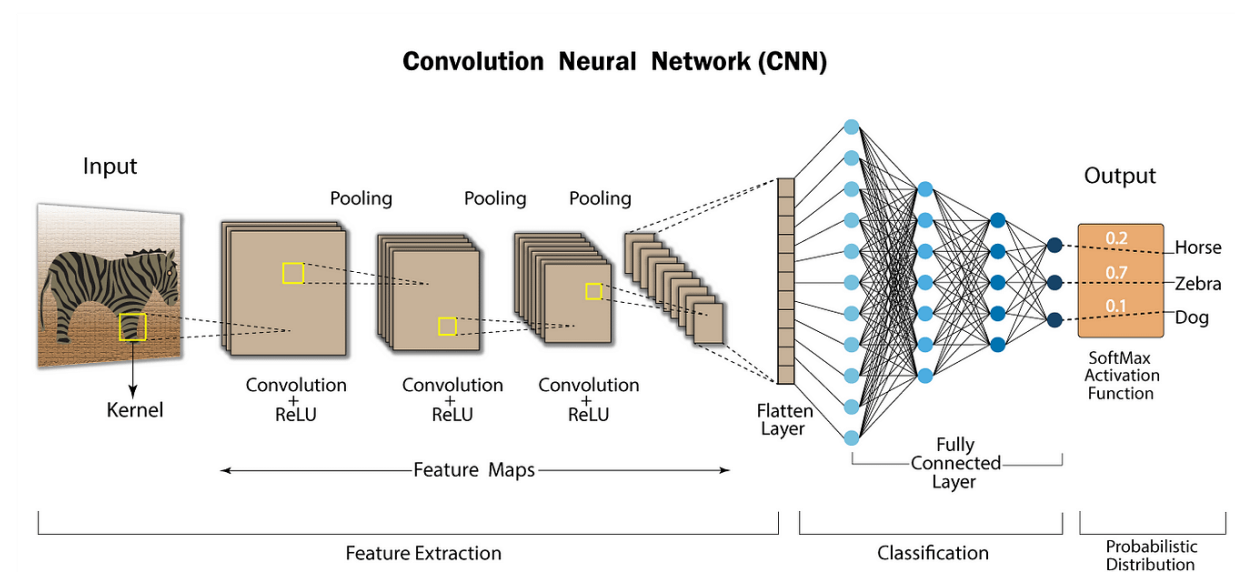 Convolution Neural Network (CNN)
Input
Pooling
Pooling
Pooling
Output
0.2
Horse
0.7
Zebra
0.1
Dog
SoftMax
Activation
Function
Kernel
Convolution
+
ReLU
Convolution
+
ReLU
Convolution
+
ReLU
Flatten
Layer
Fully
Connected
Layer
Feature Maps
Feature Extraction
Classification
Probabilistic
Distribution